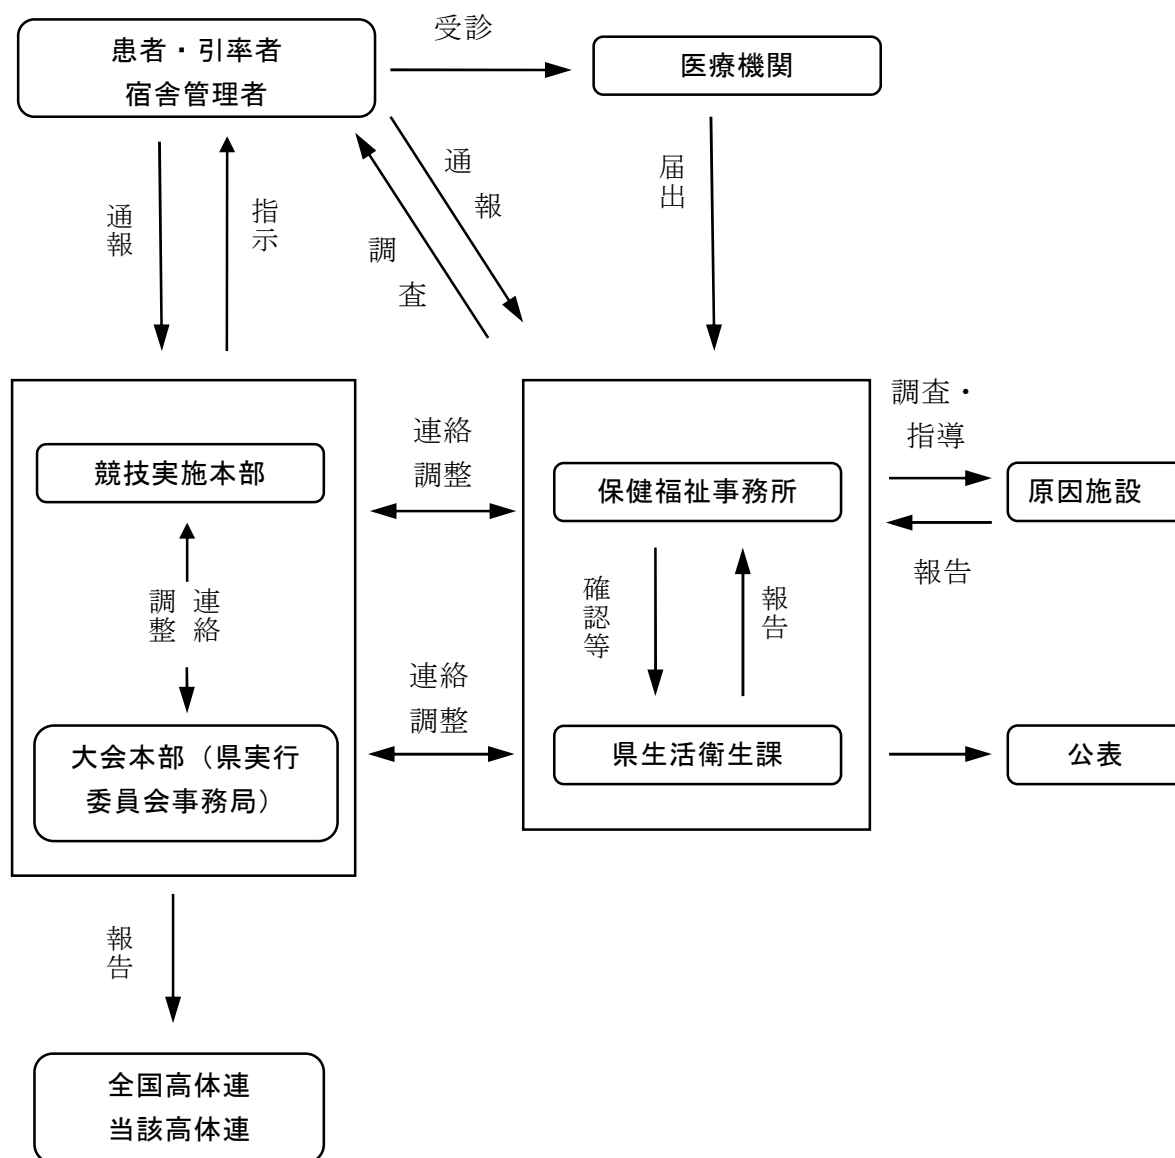 受診
患者・引率者
宿舎管理者
医療機関
通報
指示
通報
調査
届出
調査・
指導
連絡
調整
競技実施本部
保健福祉事務所
原因施設
報告
連絡
調整
確認等
報告
連絡
調整
大会本部（県実行
委員会事務局）
県生活衛生課
公表
報告
全国高体連
当該高体連